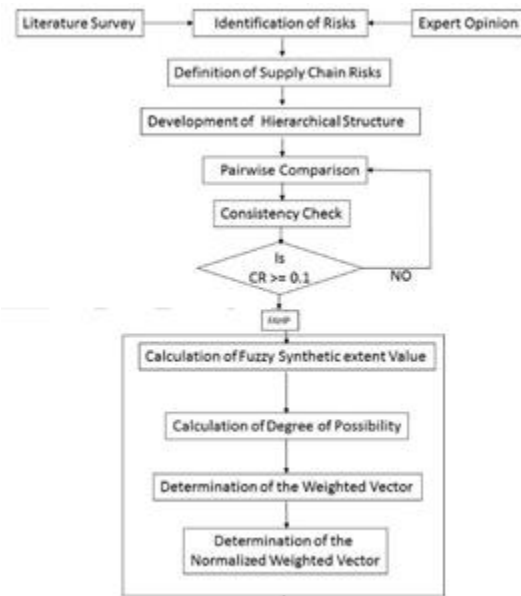 Literature Survey
Identification of Risks
Expert Opinion
Definition of Supply Chain Risks
Development of Hierarchical Structure
Pairwise Comparison
Consistency Check
Is
CR >= 0.1
NO
FAHP
Calculation of Fuzzy Synthetic extent Value
Calculation of Degree of Possibility
Determination of the Weighted Vector
Determination of the
Normalized Weighted Vector